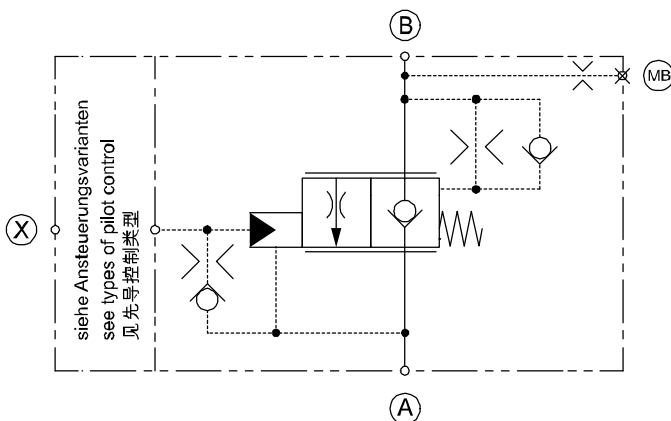 B
MB
X
siehe Ansteuerungsvarianten
see types of pilot control
见先导控制类型
A